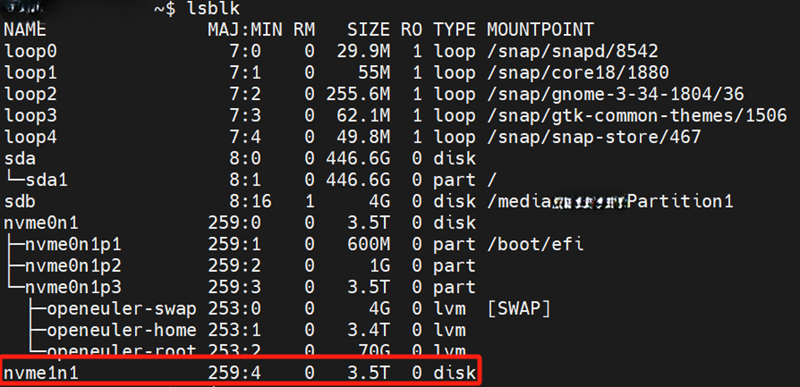 ~$ lsblk
NAME MAJ:MIN RM SIZE RO TYPE MOUNTPOINT
loop0 7:0 0 29.9M 1 loop /snap/snapd/8542
loop1 7:1 0 55M 1 loop /snap/core18/1880
loop2 7:2 0 255.6M 1 loop /snap/gnome-3-34-1804/36
loop3 7:3 0 62.1M 1 loop /snap/gtk-common-themes/1506
loop4 7:4 0 49.8M 1 loop /snap/snap-store/467
sda 8:0 0 446.6G 0 disk
└─sda1 8:1 0 446.6G 0 part /
sdb 8:16 1 4G 0 disk /media Partition1
nvme0n1 259:0 0 3.5T 0 disk
├─nvme0n1p1 259:1 0 600M 0 part /boot/efi
├─nvme0n1p2 259:2 0 1G 0 part
└─nvme0n1p3 259:3 0 3.5T 0 part
├─openeuler-swap 253:0 0 4G 0 lvm [SWAP]
├─openeuler-home 253:1 0 3.4T 0 lvm
└─openeuler-root 253:2 0 70G 0 lvm
nvme1n1 259:4 0 3.5T 0 disk